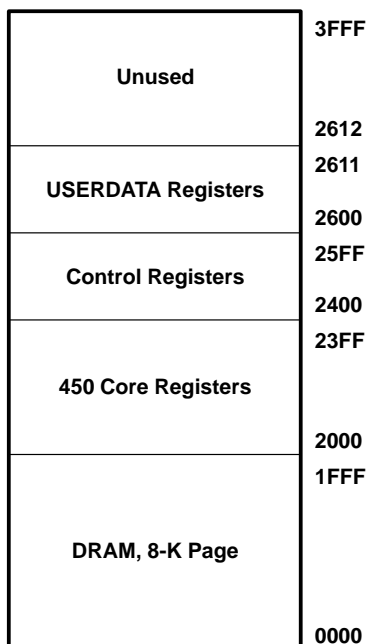 3FFF
Unused
2612
2611
USERDATA Registers
2600
25FF
Control Registers
2400
23FF
450 Core Registers
2000
1FFF
DRAM, 8-K Page
0000